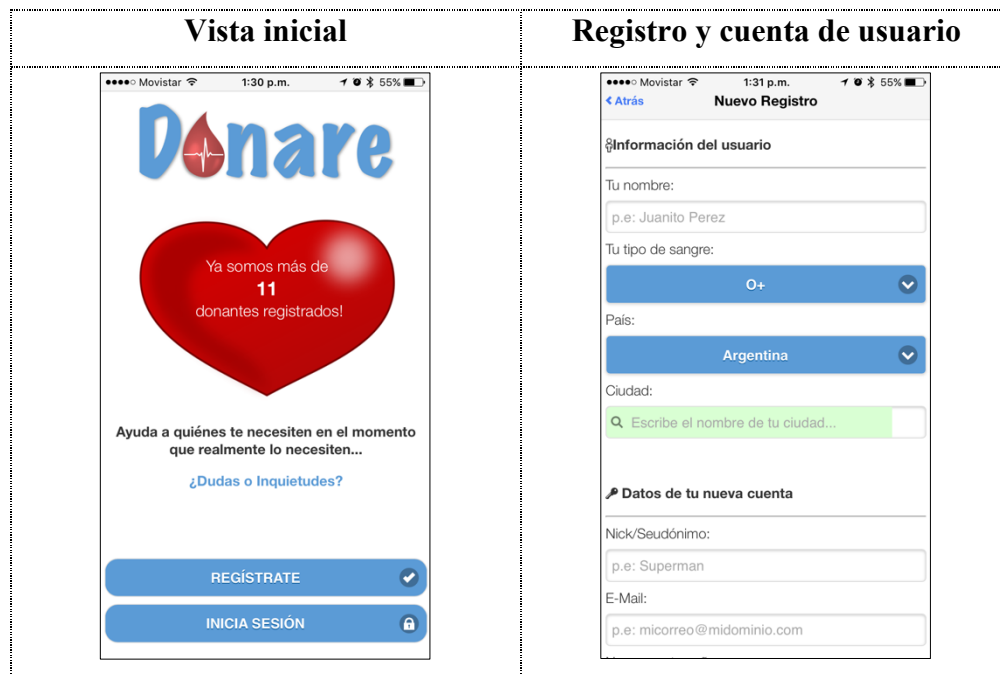 Vista inicial
Registro y cuenta de usuario
Movistar 1:30 p.m. 55%
Donare
Ya somos más de
11
donantes registrados!
Ayuda a quiénes te necesiten en el momento
que realmente lo necesiten...
¿Dudas o Inquietudes?
REGÍSTRATE
INICIA SESIÓN
Movistar 1:31 p.m. 55%
Atrás Nuevo Registro
Información del usuario
Tu nombre:
p.e: Juanito Perez
Tu tipo de sangre:
O+
País:
Argentina
Ciudad:
Escribe el nombre de tu ciudad...
Datos de tu nueva cuenta
Nick/Seudónimo:
p.e: Superman
E-Mail:
p.e: micorreo@midominio.com